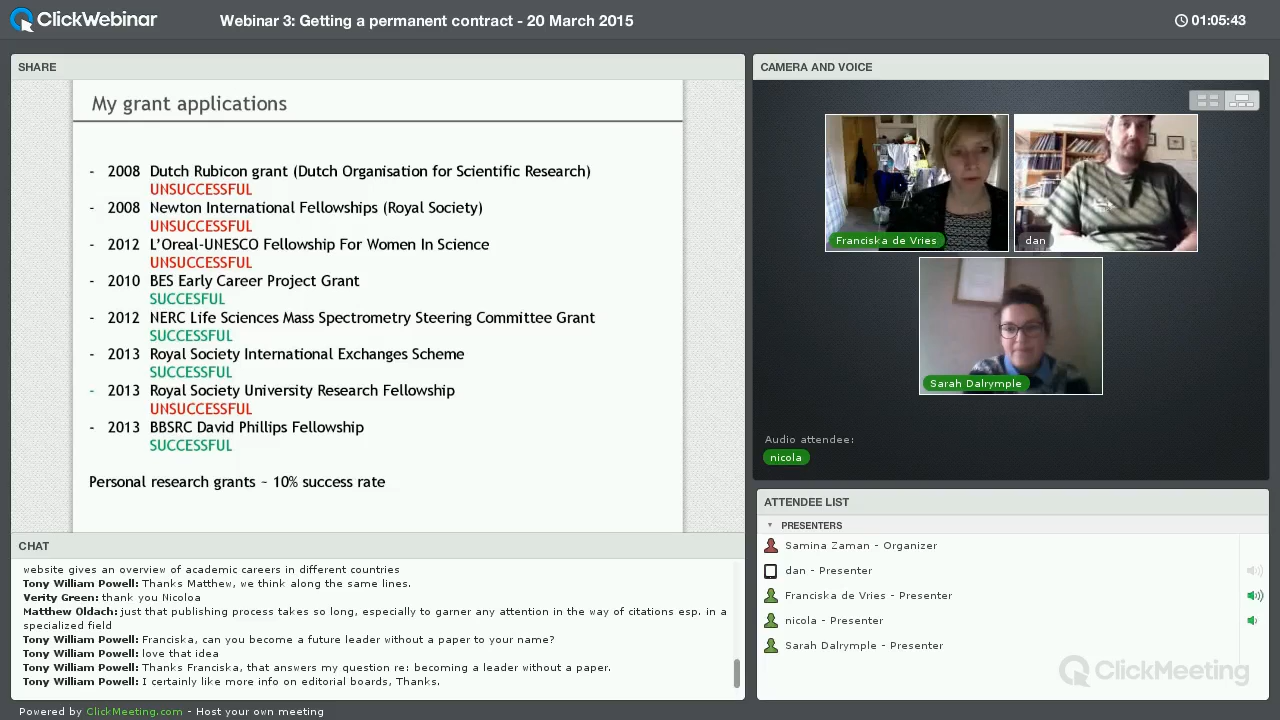 ClickWebinar
Webinar 3: Getting a permanent contract - 20 March 2015
01:05:43
SHARE
My grant applications
- 2008 Dutch Rubicon grant (Dutch Organisation for Scientific Research)
UNSUCCESSFUL
- 2008 Newton International Fellowships (Royal Society)
UNSUCCESSFUL
- 2012 L'Oreal-UNESCO Fellowship For Women In Science
UNSUCCESSFUL
- 2010 BES Early Career Project Grant
SUCCESFUL
- 2012 NERC Life Sciences Mass Spectrometry Steering Committee Grant
SUCCESSFUL
- 2013 Royal Society International Exchanges Scheme
SUCCESSFUL
- 2013 Royal Society University Research Fellowship
UNSUCCESSFUL
- 2013 BBSRC David Phillips Fellowship
SUCCESSFUL
Personal research grants ~ 10% success rate
CHAT
website gives an overview of academic careers in different countries
Tony William Powell: Thanks Matthew, we think along the same lines.
Verity Green: thank you Nicoloa
Matthew Oldach: just that publishing process takes so long, especially to garner any attention in the way of citations esp. in a
specialized field
Tony William Powell: Franciska, can you become a future leader without a paper to your name?
Tony William Powell: love that idea
Tony William Powell: Thanks Franciska, that answers my question re: becoming a leader without a paper.
Tony William Powell: I certainly like more info on editorial boards, Thanks.
CAMERA AND VOICE
Franciska de Vries
dan
Sarah Dalrymple
Audio attendee:
nicola
ATTENDEE LIST
PRESENTERS
Samina Zaman - Organizer
dan - Presenter
Franciska de Vries - Presenter
nicola - Presenter
Sarah Dalrymple - Presenter
ClickMeeting
Powered by ClickMeeting.com - Host your own meeting